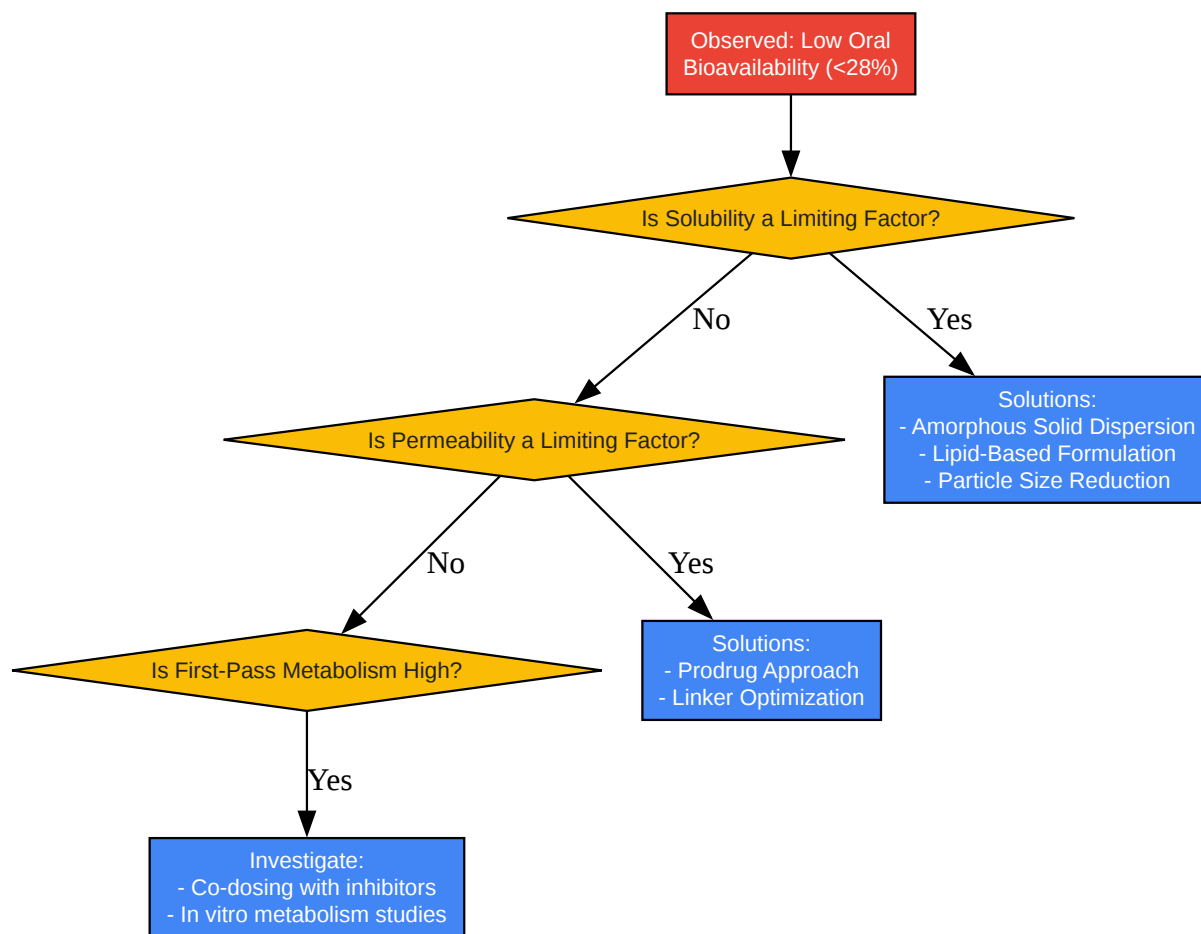 Observed: Low Oral
Bioavailability (<28%)
Is Solubility a Limiting Factor?
No
Yes
Solutions:
- Amorphous Solid Dispersion
- Lipid-Based Formulation
- Particle Size Reduction
Is Permeability a Limiting Factor?
No
Yes
Solutions:
- Prodrug Approach
- Linker Optimization
Is First-Pass Metabolism High?
Yes
Investigate:
- Co-dosing with inhibitors
- In vitro metabolism studies